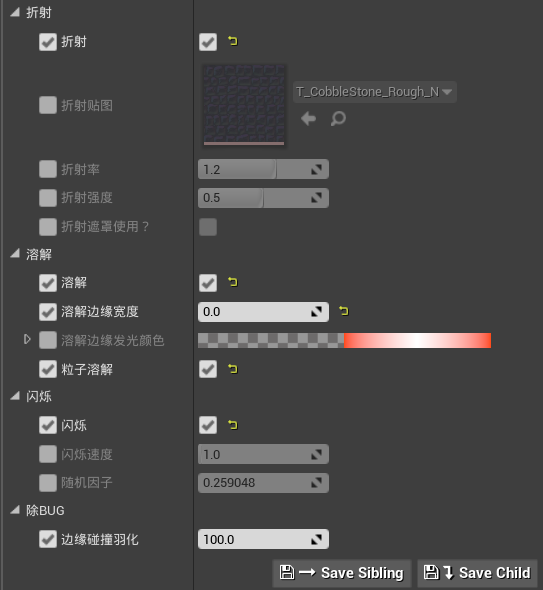 折射
折射
折射贴图
T_CobbleStone_Rough_N
折射率 1.2
折射强度 0.5
折射遮罩使用？
溶解
溶解
溶解边缘宽度 0.0
溶解边缘发光颜色
粒子溶解
闪烁
闪烁
闪烁速度 1.0
随机因子 0.259048
除BUG
边缘碰撞羽化 100.0
Save Sibling Save Child